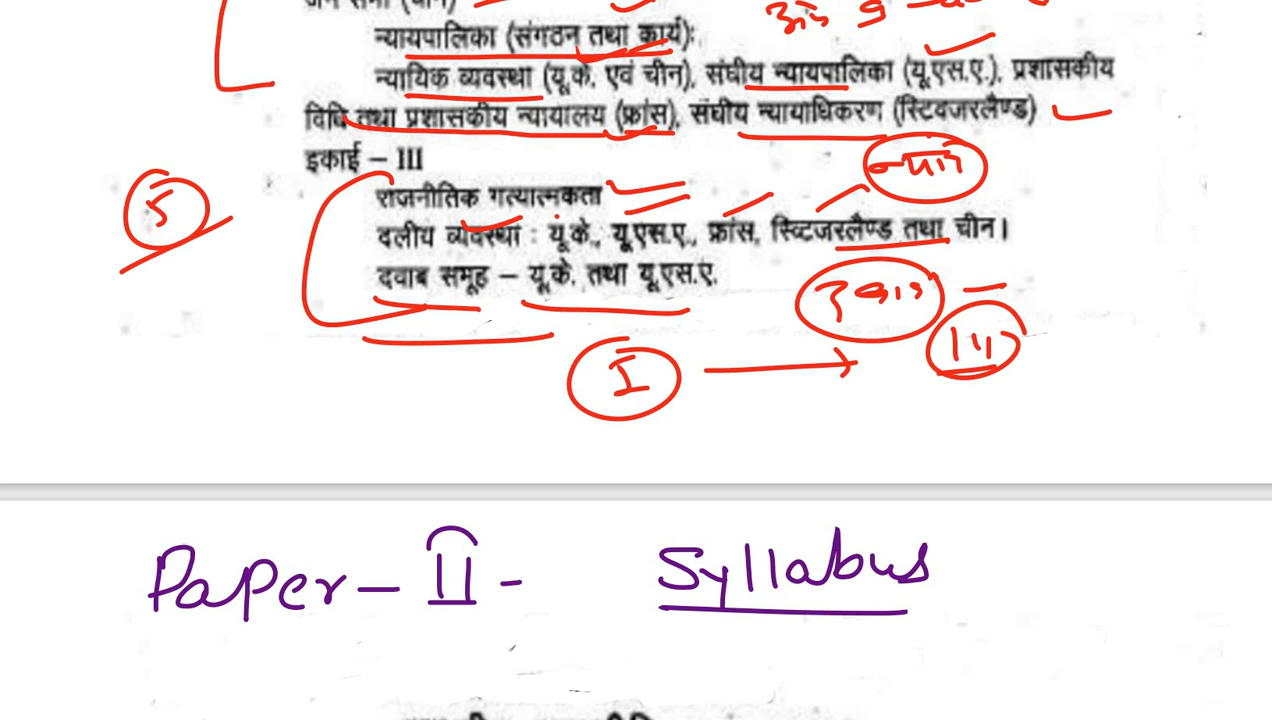 न्यायपालिका (संगठन तथा कार्य):
न्यायिक व्यवस्था (यू.के. एवं चीन), संघीय न्यायपालिका (यू.एस.ए.), प्रशासकीय
विधि तथा प्रशासकीय न्यायालय (फ्रांस), संघीय न्यायाधिकरण (स्टिवजरलैण्ड)
इकाई – III
5
राजनीतिक गत्यात्मकता
दलीय व्यवस्था : यू.के., यू.एस.ए., फ्रांस, स्विटजरलैण्ड तथा चीन।
दवाब समूह – यू.के. तथा यू.एस.ए.
I
Paper - II - Syllabus